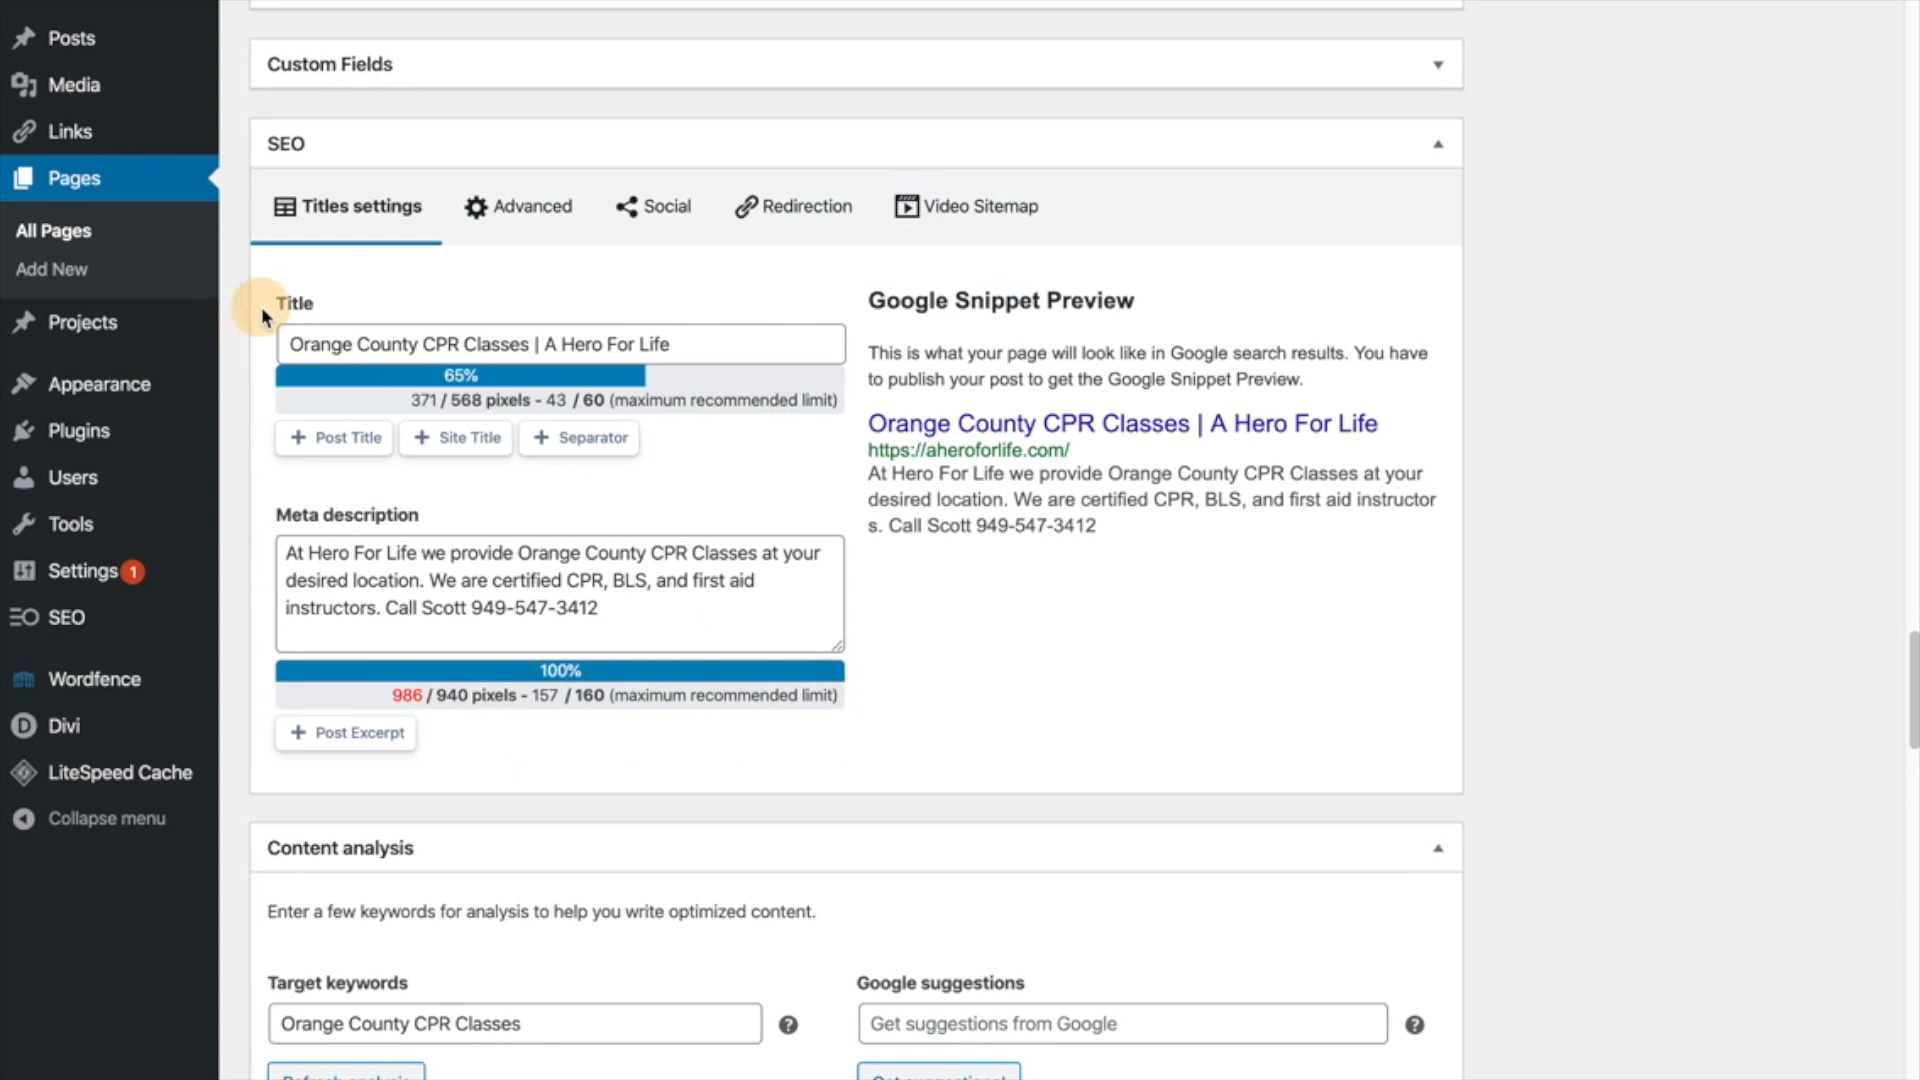 Posts
Media
Links
Pages
All Pages
Add New
Projects
Appearance
Plugins
Users
Tools
Settings 1
SEO
Wordfence
Divi
LiteSpeed Cache
Collapse menu
Custom Fields
SEO
Titles settings
Advanced
Social
Redirection
Video Sitemap
Title
Orange County CPR Classes | A Hero For Life
65%
371 / 568 pixels - 43 / 60 (maximum recommended limit)
+ Post Title
+ Site Title
+ Separator
Meta description
At Hero For Life we provide Orange County CPR Classes at your
desired location. We are certified CPR, BLS, and first aid
instructors. Call Scott 949-547-3412
100%
986 / 940 pixels - 157 / 160 (maximum recommended limit)
+ Post Excerpt
Google Snippet Preview
This is what your page will look like in Google search results. You have
to publish your post to get the Google Snippet Preview.
Orange County CPR Classes | A Hero For Life
https://aheroforlife.com/
At Hero For Life we provide Orange County CPR Classes at your
desired location. We are certified CPR, BLS, and first aid instructor
s. Call Scott 949-547-3412
Content analysis
Enter a few keywords for analysis to help you write optimized content.
Target keywords
Orange County CPR Classes
Google suggestions
Get suggestions from Google